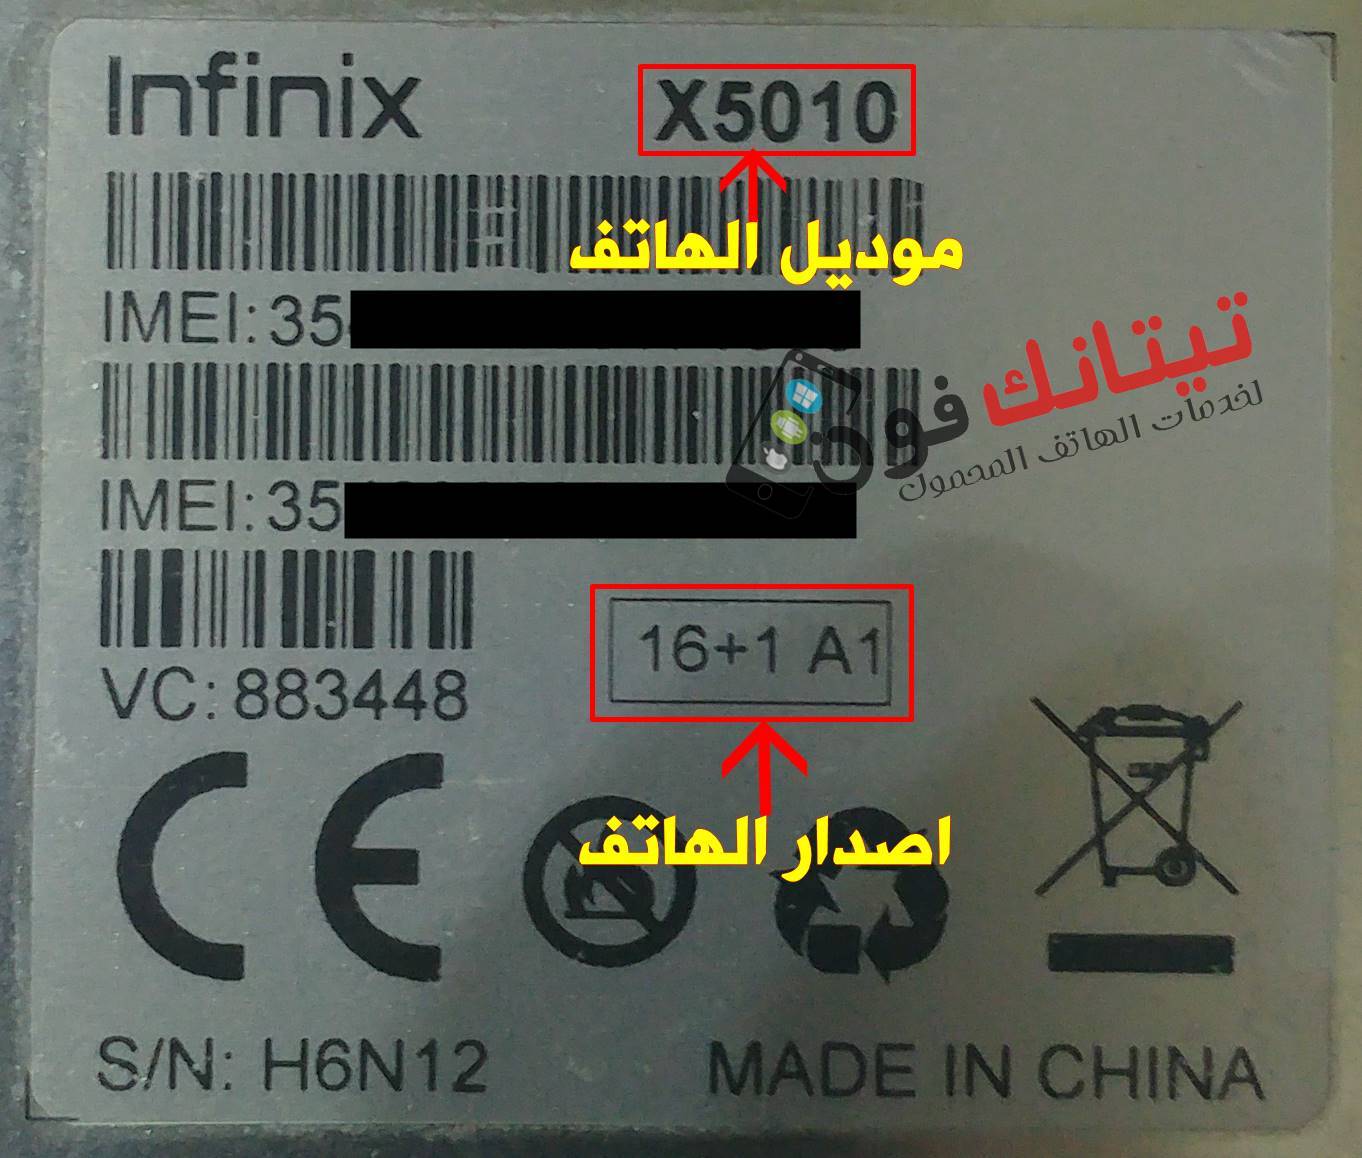 Infinix X5010
موديل الهاتف
IMEI: 35
تيتانك فون
لخدمات الهاتف المحمول
IMEI: 35
16+1 A1
VC: 883448
اصدار الهاتف
CE
S/N: H6N12 MADE IN CHINA